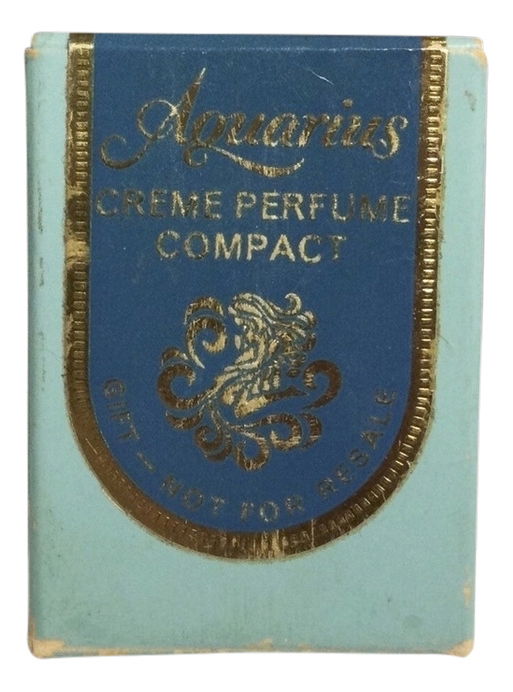 Aquarius
CREME PERFUME
COMPACT
GIFT — NOT FOR RESALE